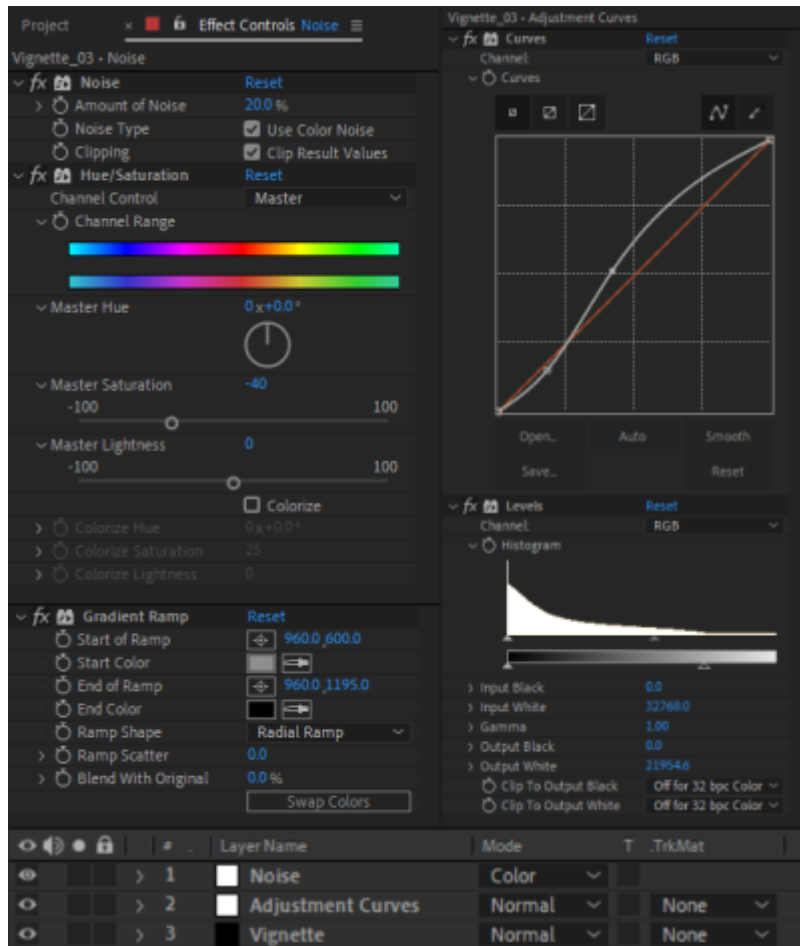 Project × Effect Controls Noise
Vignette_03 • Noise
fx Noise Reset
Amount of Noise 20.0 %
Noise Type Use Color Noise
Clipping Clip Result Values
fx Hue/Saturation Reset
Channel Control Master
Channel Range
Master Hue 0 x+0.0 °
Master Saturation -40
-100 100
Master Lightness 0
-100 100
Colorize
Colorize Hue 0 x+0.0 °
Colorize Saturation 25
Colorize Lightness 0
fx Gradient Ramp Reset
Start of Ramp 960.0 ,600.0
Start Color
End of Ramp 960.0 ,1195.0
End Color
Ramp Shape Radial Ramp
Ramp Scatter 0.0
Blend With Original 0.0 %
Swap Colors
Vignette_03 • Adjustment Curves
fx Curves Reset
Channel: RGB
Curves
Open... Auto Smooth
Save... Reset
fx Levels Reset
Channel: RGB
Histogram
Input Black 0.0
Input White 32768.0
Gamma 1.00
Output Black 0.0
Output White 21954.6
Clip To Output Black Off for 32 bpc Color
Clip To Output White Off for 32 bpc Color
# Layer Name Mode T .TrkMat
1 Noise Color
2 Adjustment Curves Normal None
3 Vignette Normal None